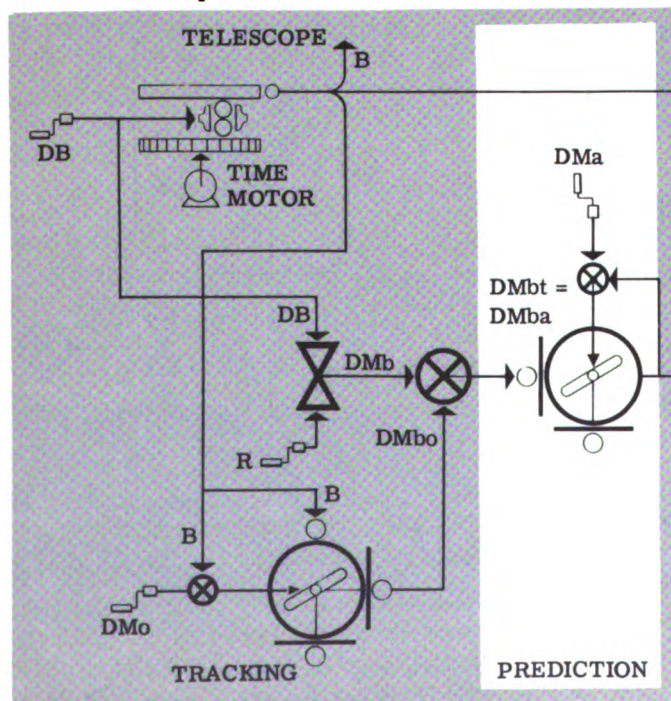 TELESCOPE
B
DB
TIME
MOTOR
DMa
DMbt =
DMba
DB
DMb
DMbo
R
B
B
DMo
TRACKING
PREDICTION